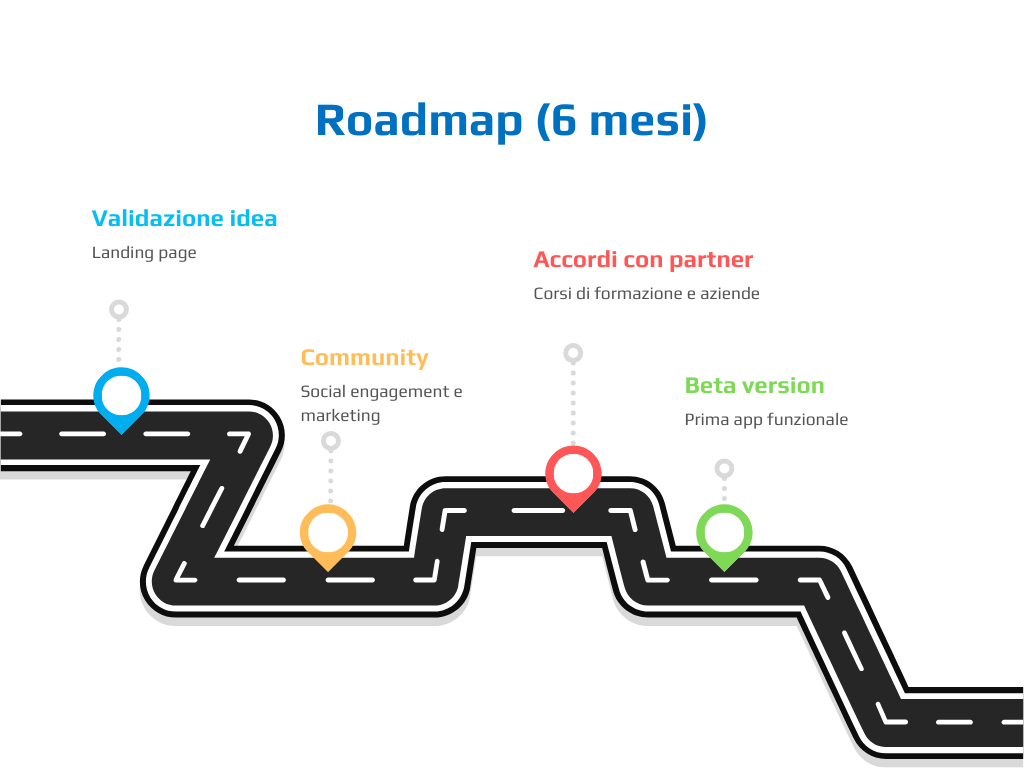 Roadmap (6 mesi)
Validazione idea
Landing page
Community
Social engagement e
marketing
Accordi con partner
Corsi di formazione e aziende
Beta version
Prima app funzionale